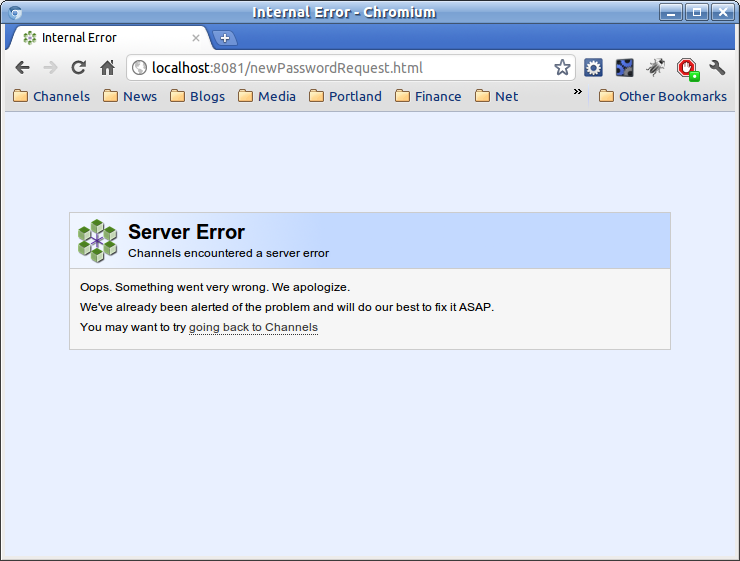 Internal Error - Chromium
Internal Error
localhost:8081/newPasswordRequest.html
Channels News Blogs Media Portland Finance Net Other Bookmarks
Server Error
Channels encountered a server error
Oops. Something went very wrong. We apologize.
We've already been alerted of the problem and will do our best to fix it ASAP.
You may want to try going back to Channels